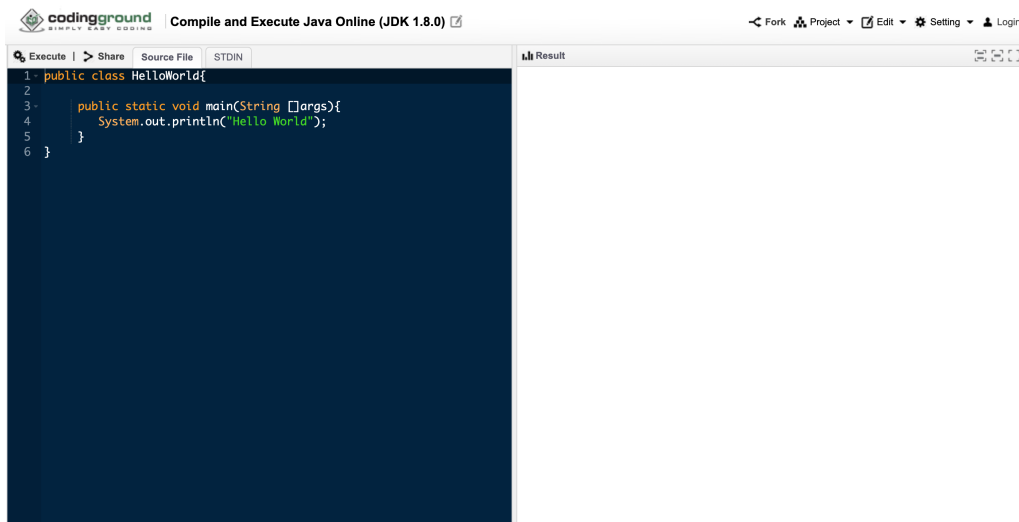 codingground
SIMPLY EASY CODING
Compile and Execute Java Online (JDK 1.8.0)
Fork Project Edit Setting Login
Execute | Share Source File STDIN
Result
1 public class HelloWorld{
2
3 public static void main(String []args){
4 System.out.println("Hello World");
5 }
6 }